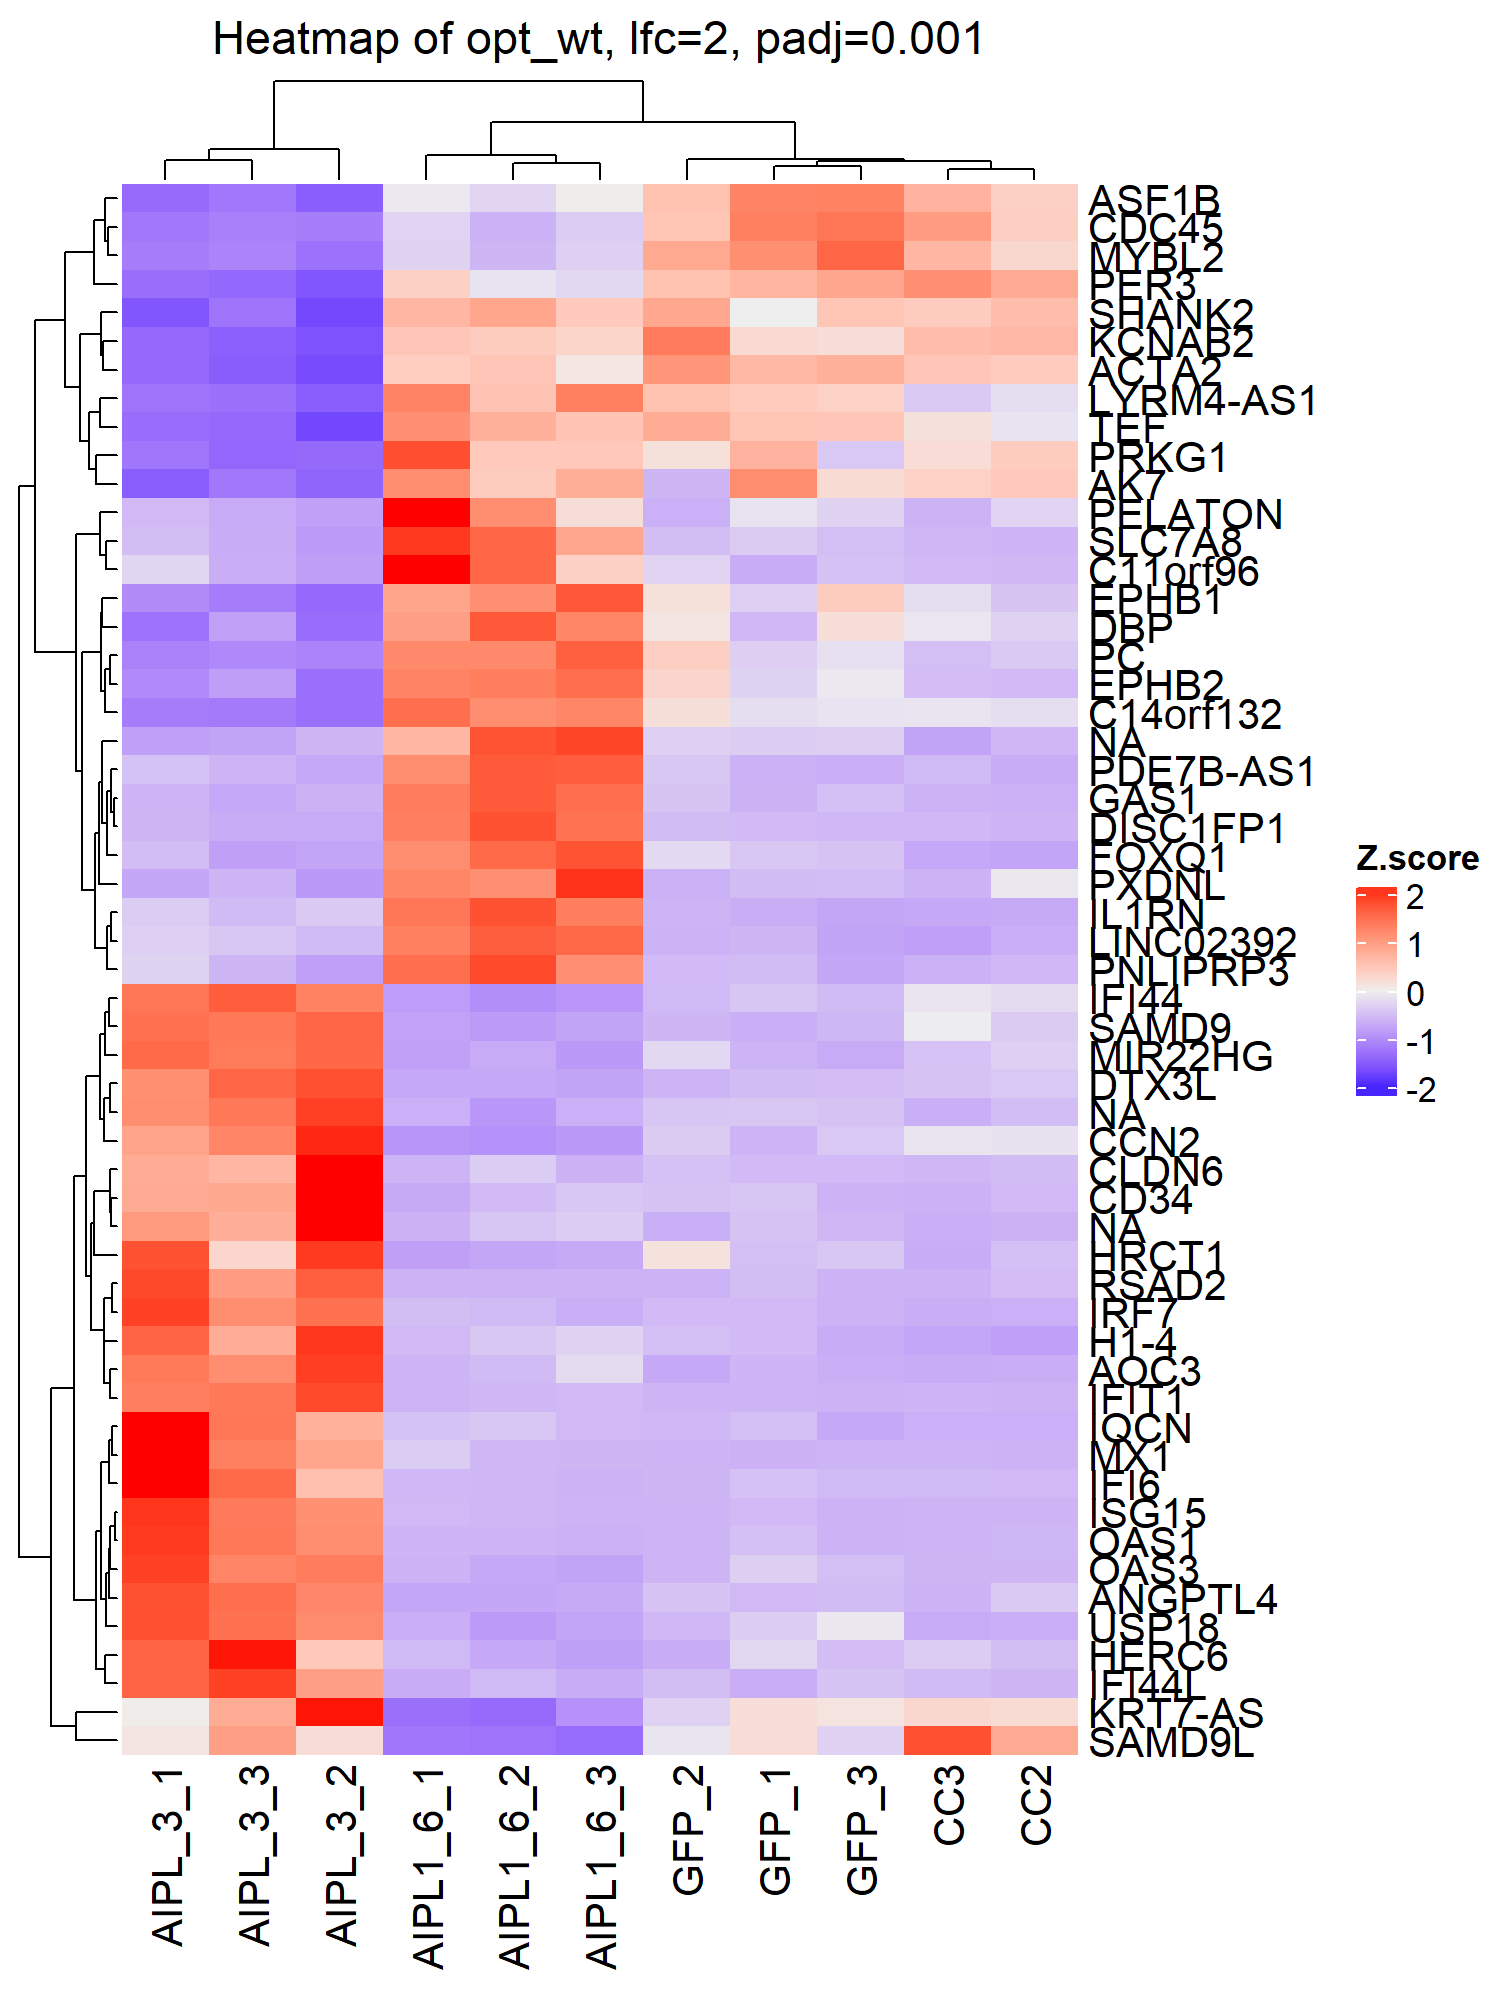 Heatmap of opt_wt, lfc=2, padj=0.001
ASF1B
CDC45
MYBL2
PER3
SHANK2
KCNAB2
ACTA2
LYRM4-AS1
TEF
PRKG1
AK7
PELATON
SLC7A8
C11orf96
EPHB1
DBP
PC
EPHB2
C14orf132
NA
PDE7B-AS1
GAS1
DISC1FP1
FOXQ1
PXDNL
IL1RN
LINC02392
PNLIPRP3
IFI44
SAMD9
MIR22HG
DTX3L
NA
CCN2
CLDN6
CD34
NA
HRCT1
RSAD2
IRF7
H1-4
AOC3
IFIT1
IQCN
MX1
IFI6
ISG15
OAS1
OAS3
ANGPTL4
USP18
HERC6
IFI44L
KRT7-AS
SAMD9L
Z.score
2
1
0
-1
-2
AIPL_3_1
AIPL_3_3
AIPL_3_2
AIPL1_6_1
AIPL1_6_2
AIPL1_6_3
GFP_2
GFP_1
GFP_3
CC3
CC2